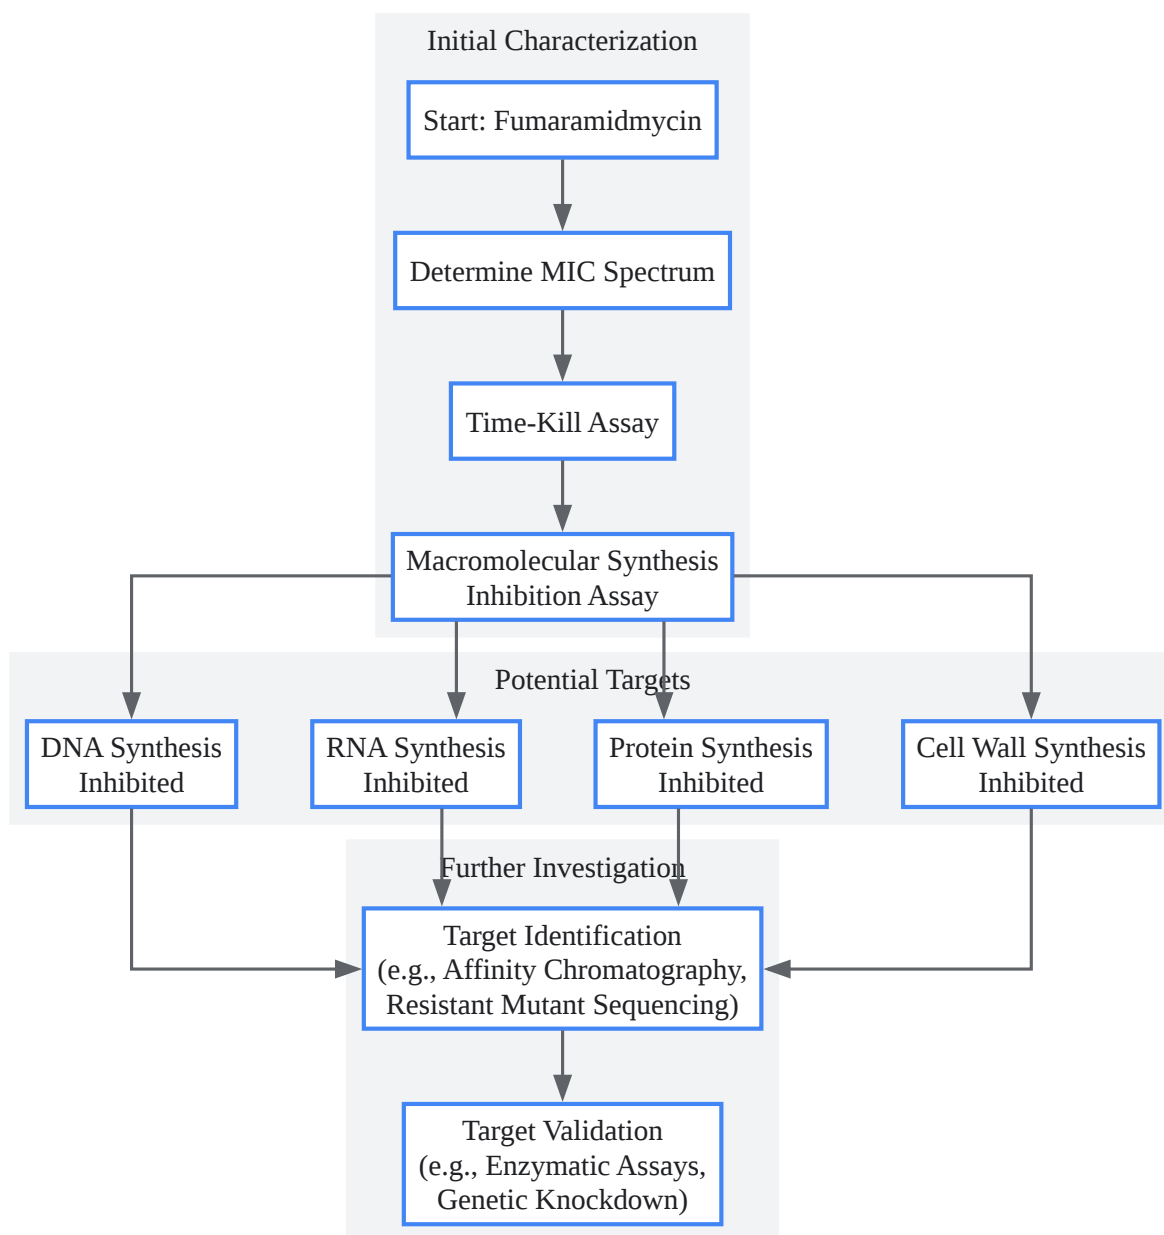 Initial Characterization
Start: Fumaramidmycin
Determine MIC Spectrum
Time-Kill Assay
Macromolecular Synthesis
Inhibition Assay
Potential Targets
DNA Synthesis
Inhibited
RNA Synthesis
Inhibited
Protein Synthesis
Inhibited
Cell Wall Synthesis
Inhibited
Further Investigation
Target Identification
(e.g., Affinity Chromatography,
Resistant Mutant Sequencing)
Target Validation
(e.g., Enzymatic Assays,
Genetic Knockdown)